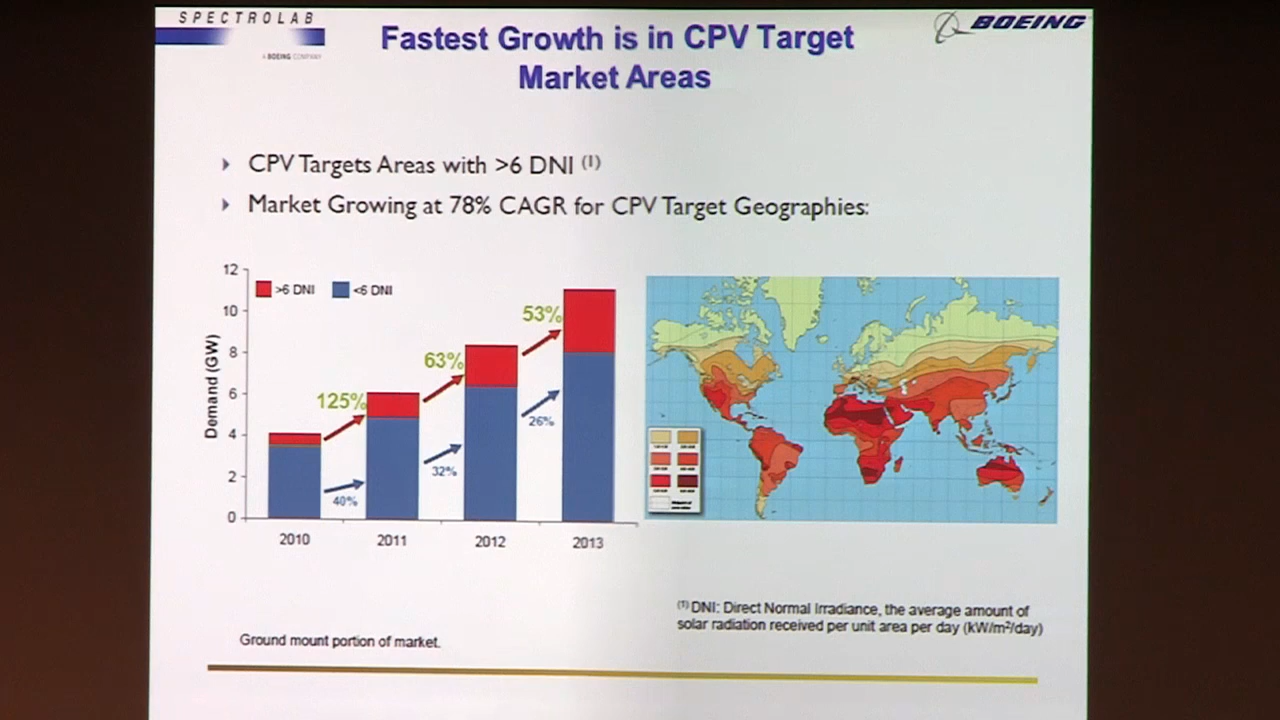 SPECTROLAB
A BOEING COMPANY
BOEING
Fastest Growth is in CPV Target
Market Areas
CPV Targets Areas with >6 DNI (1)
Market Growing at 78% CAGR for CPV Target Geographies:
12
10
8
6
4
2
0
Demand (GW)
>6 DNI
<6 DNI
125%
63%
53%
40%
32%
26%
2010
2011
2012
2013
(1) DNI: Direct Normal Irradiance, the average amount of
solar radiation received per unit area per day (kW/m²/day)
Ground mount portion of market.